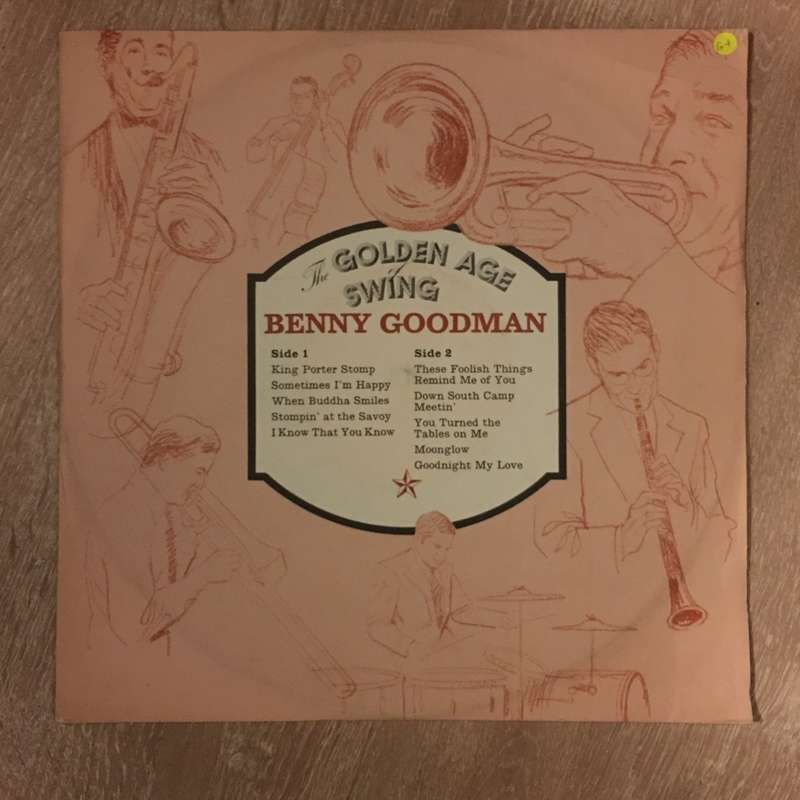 The GOLDEN AGE
of
SWING
BENNY GOODMAN
Side 1
King Porter Stomp
Sometimes I'm Happy
When Buddha Smiles
Stompin' at the Savoy
I Know That You Know
Side 2
These Foolish Things
Remind Me of You
Down South Camp
Meetin'
You Turned the
Tables on Me
Moonglow
Goodnight My Love